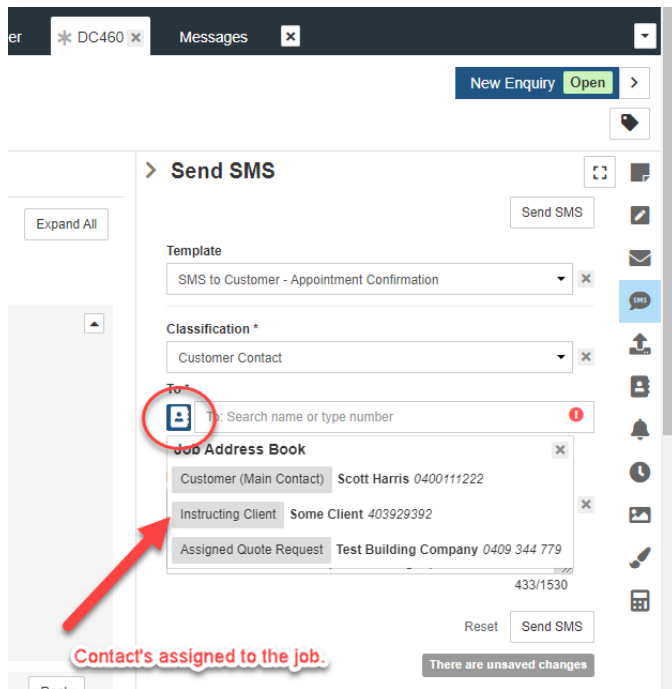 er DC460 Messages
New Enquiry Open
Send SMS
Expand All
Send SMS
Template
SMS to Customer - Appointment Confirmation
Classification *
Customer Contact
To *
To: Search name or type number
Job Address Book
Customer (Main Contact) Scott Harris 0400111222
Instructing Client Some Client 403929392
Assigned Quote Request Test Building Company 0409 344 779
433/1530
Reset Send SMS
Contact's assigned to the job.
There are unsaved changes
SMS